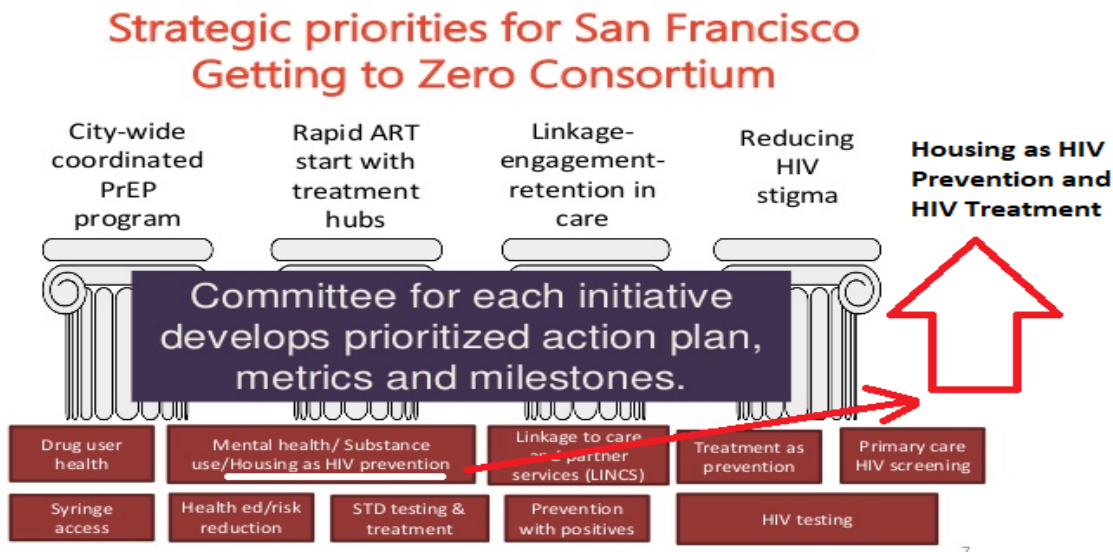 Strategic priorities for San Francisco
Getting to Zero Consortium
City-wide
coordinated
PrEP
program
Rapid ART
start with
treatment
hubs
Linkage-
engagement-
retention in
care
Reducing
HIV
stigma
Housing as HIV
Prevention and
HIV Treatment
Committee for each initiative
develops prioritized action plan,
metrics and milestones.
Drug user
health
Mental health/ Substance
use/Housing as HIV prevention
Linkage to care
and partner
services (LINCS)
Treatment as
prevention
Primary care
HIV screening
Syringe
access
Health ed/risk
reduction
STD testing &
treatment
Prevention
with positives
HIV testing
7